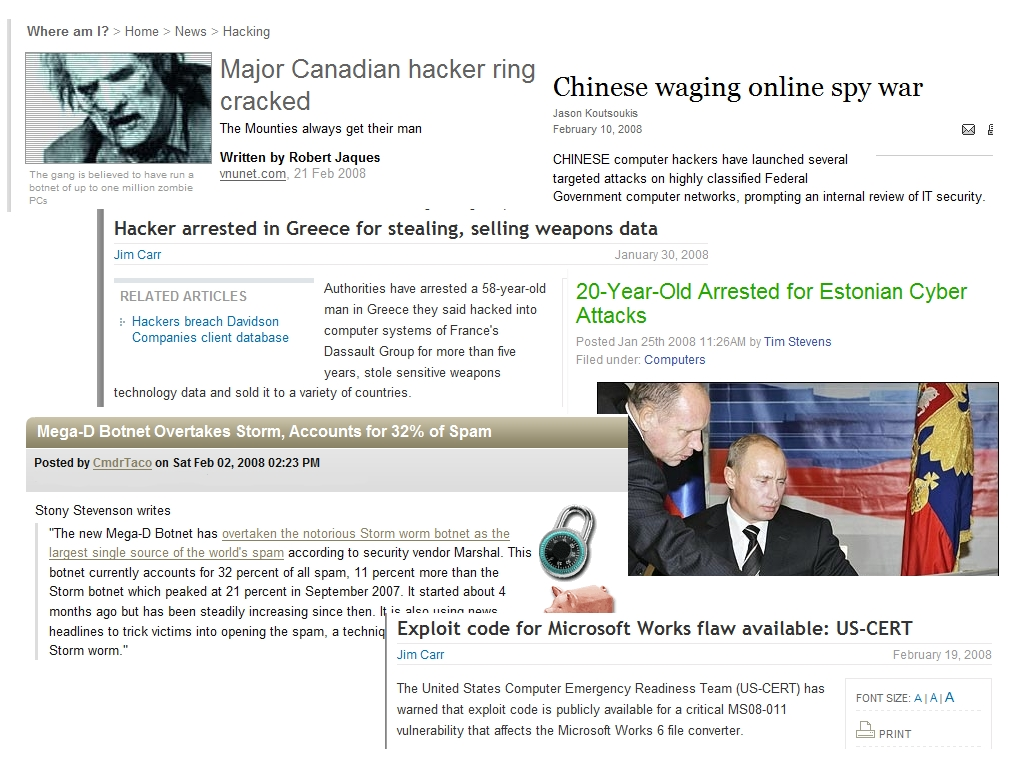 Where am I? > Home > News > Hacking
Major Canadian hacker ring
cracked
The Mounties always get their man
Written by Robert Jaques
vnunet.com, 21 Feb 2008
The gang is believed to have run a
botnet of up to one million zombie
PCs
Chinese waging online spy war
Jason Koutsoukis
February 10, 2008
CHINESE computer hackers have launched several
targeted attacks on highly classified Federal
Government computer networks, prompting an internal review of IT security.
Hacker arrested in Greece for stealing, selling weapons data
Jim Carr
January 30, 2008
RELATED ARTICLES
Hackers breach Davidson
Companies client database
Authorities have arrested a 58-year-old
man in Greece they said hacked into
computer systems of France's
Dassault Group for more than five
years, stole sensitive weapons
technology data and sold it to a variety of countries.
20-Year-Old Arrested for Estonian Cyber
Attacks
Posted Jan 25th 2008 11:26AM by Tim Stevens
Filed under: Computers
Mega-D Botnet Overtakes Storm, Accounts for 32% of Spam
Posted by CmdrTaco on Sat Feb 02, 2008 02:23 PM
Stony Stevenson writes
"The new Mega-D Botnet has overtaken the notorious Storm worm botnet as the
largest single source of the world's spam according to security vendor Marshal. This
botnet currently accounts for 32 percent of all spam, 11 percent more than the
Storm botnet which peaked at 21 percent in September 2007. It started about 4
months ago but has been steadily increasing since then. It is also using news
headlines to trick victims into opening the spam, a techniq
Storm worm."
Exploit code for Microsoft Works flaw available: US-CERT
Jim Carr
February 19, 2008
The United States Computer Emergency Readiness Team (US-CERT) has
warned that exploit code is publicly available for a critical MS08-011
vulnerability that affects the Microsoft Works 6 file converter.
FONT SIZE: A | A | A
PRINT